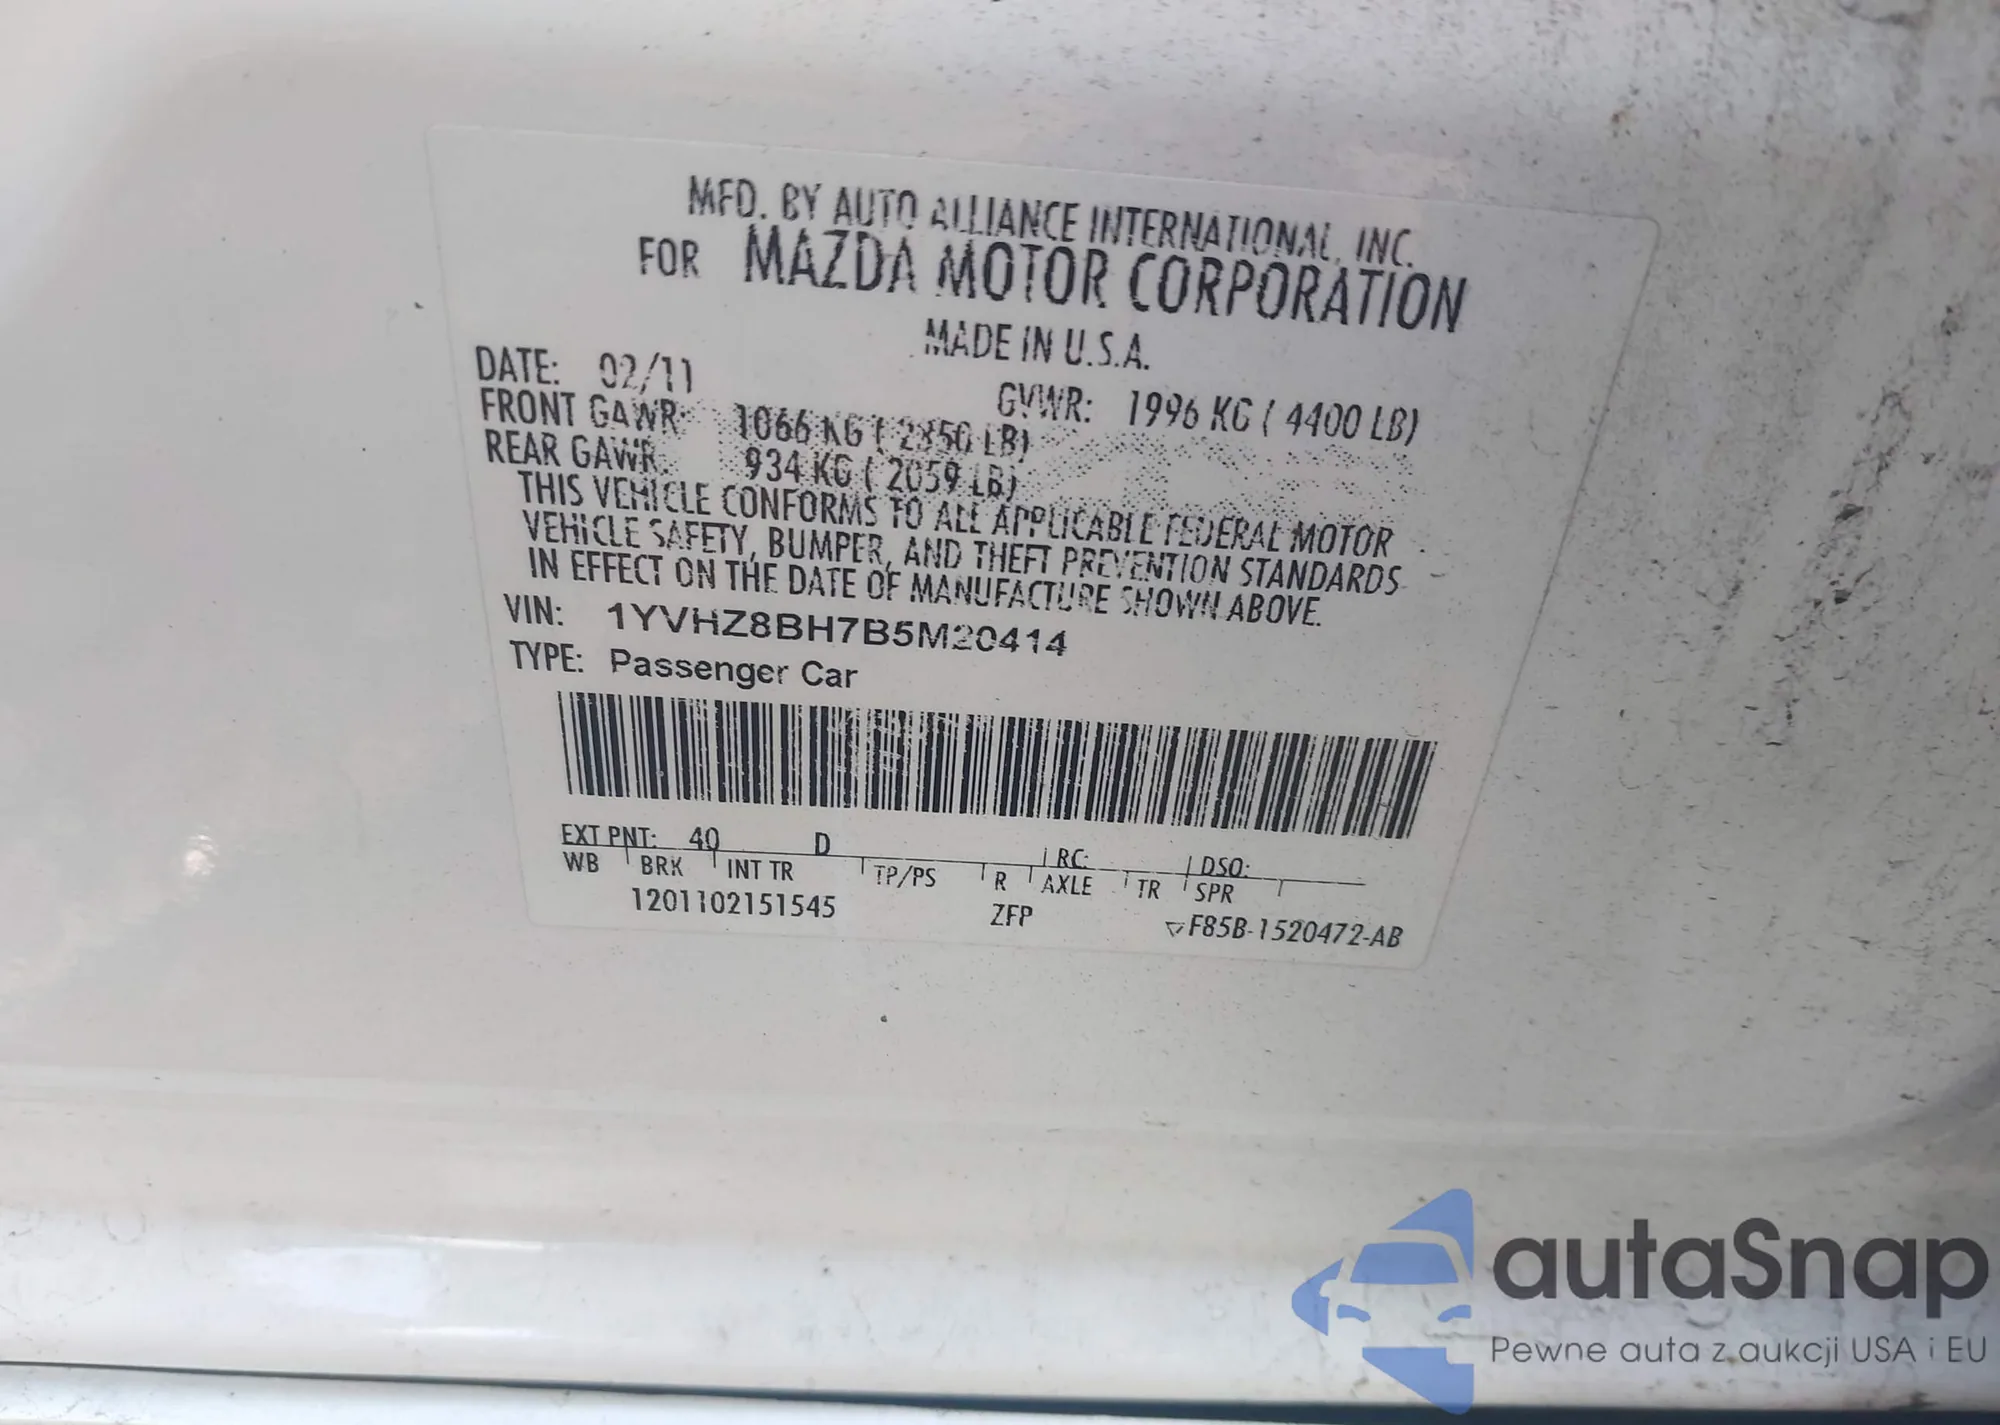 MFD. BY AUTO ALLIANCE INTERNATIONAL, INC.
FOR MAZDA MOTOR CORPORATION
MADE IN U.S.A.
DATE: 02/11
GVWR: 1996 KG ( 4400 LB)
FRONT GAWR: 1066 KG ( 2350 LB)
REAR GAWR: 934 KG ( 2059 LB)
THIS VEHICLE CONFORMS TO ALL APPLICABLE FEDERAL MOTOR
VEHICLE SAFETY, BUMPER, AND THEFT PREVENTION STANDARDS
IN EFFECT ON THE DATE OF MANUFACTURE SHOWN ABOVE.
VIN: 1YVHZ8BH7B5M20414
TYPE: Passenger Car
EXT PNT: 40 D RC: DSO:
WB BRK INT TR TP/PS R AXLE TR SPR
1201102151545 ZFP F85B-1520472-AB
autaSnap
Pewne auta z aukcji USA i EU